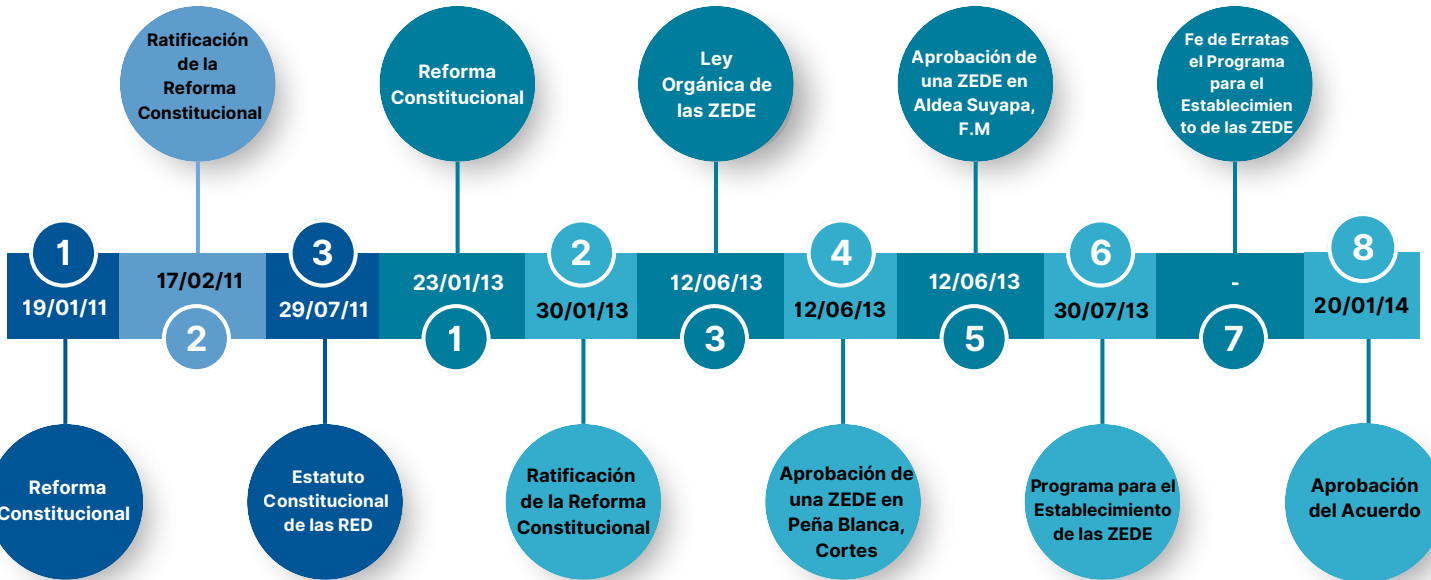 Ratificación
de la
Reforma
Constitucional
Reforma
Constitucional
Ley
Orgánica de
las ZEDE
Aprobación de
una ZEDE en
Aldea Suyapa,
F.M
Fe de Erratas
el Programa
para el
Establecimien
to de las ZEDE
1
19/01/11
17/02/11
2
3
29/07/11
23/01/13
1
2
30/01/13
12/06/13
3
4
12/06/13
12/06/13
5
6
30/07/13
-
7
8
20/01/14
Reforma
Constitucional
Estatuto
Constitucional
de las RED
Ratificación
de la Reforma
Constitucional
Aprobación de
una ZEDE en
Peña Blanca,
Cortes
Programa para el
Establecimiento
de las ZEDE
Aprobación
del Acuerdo